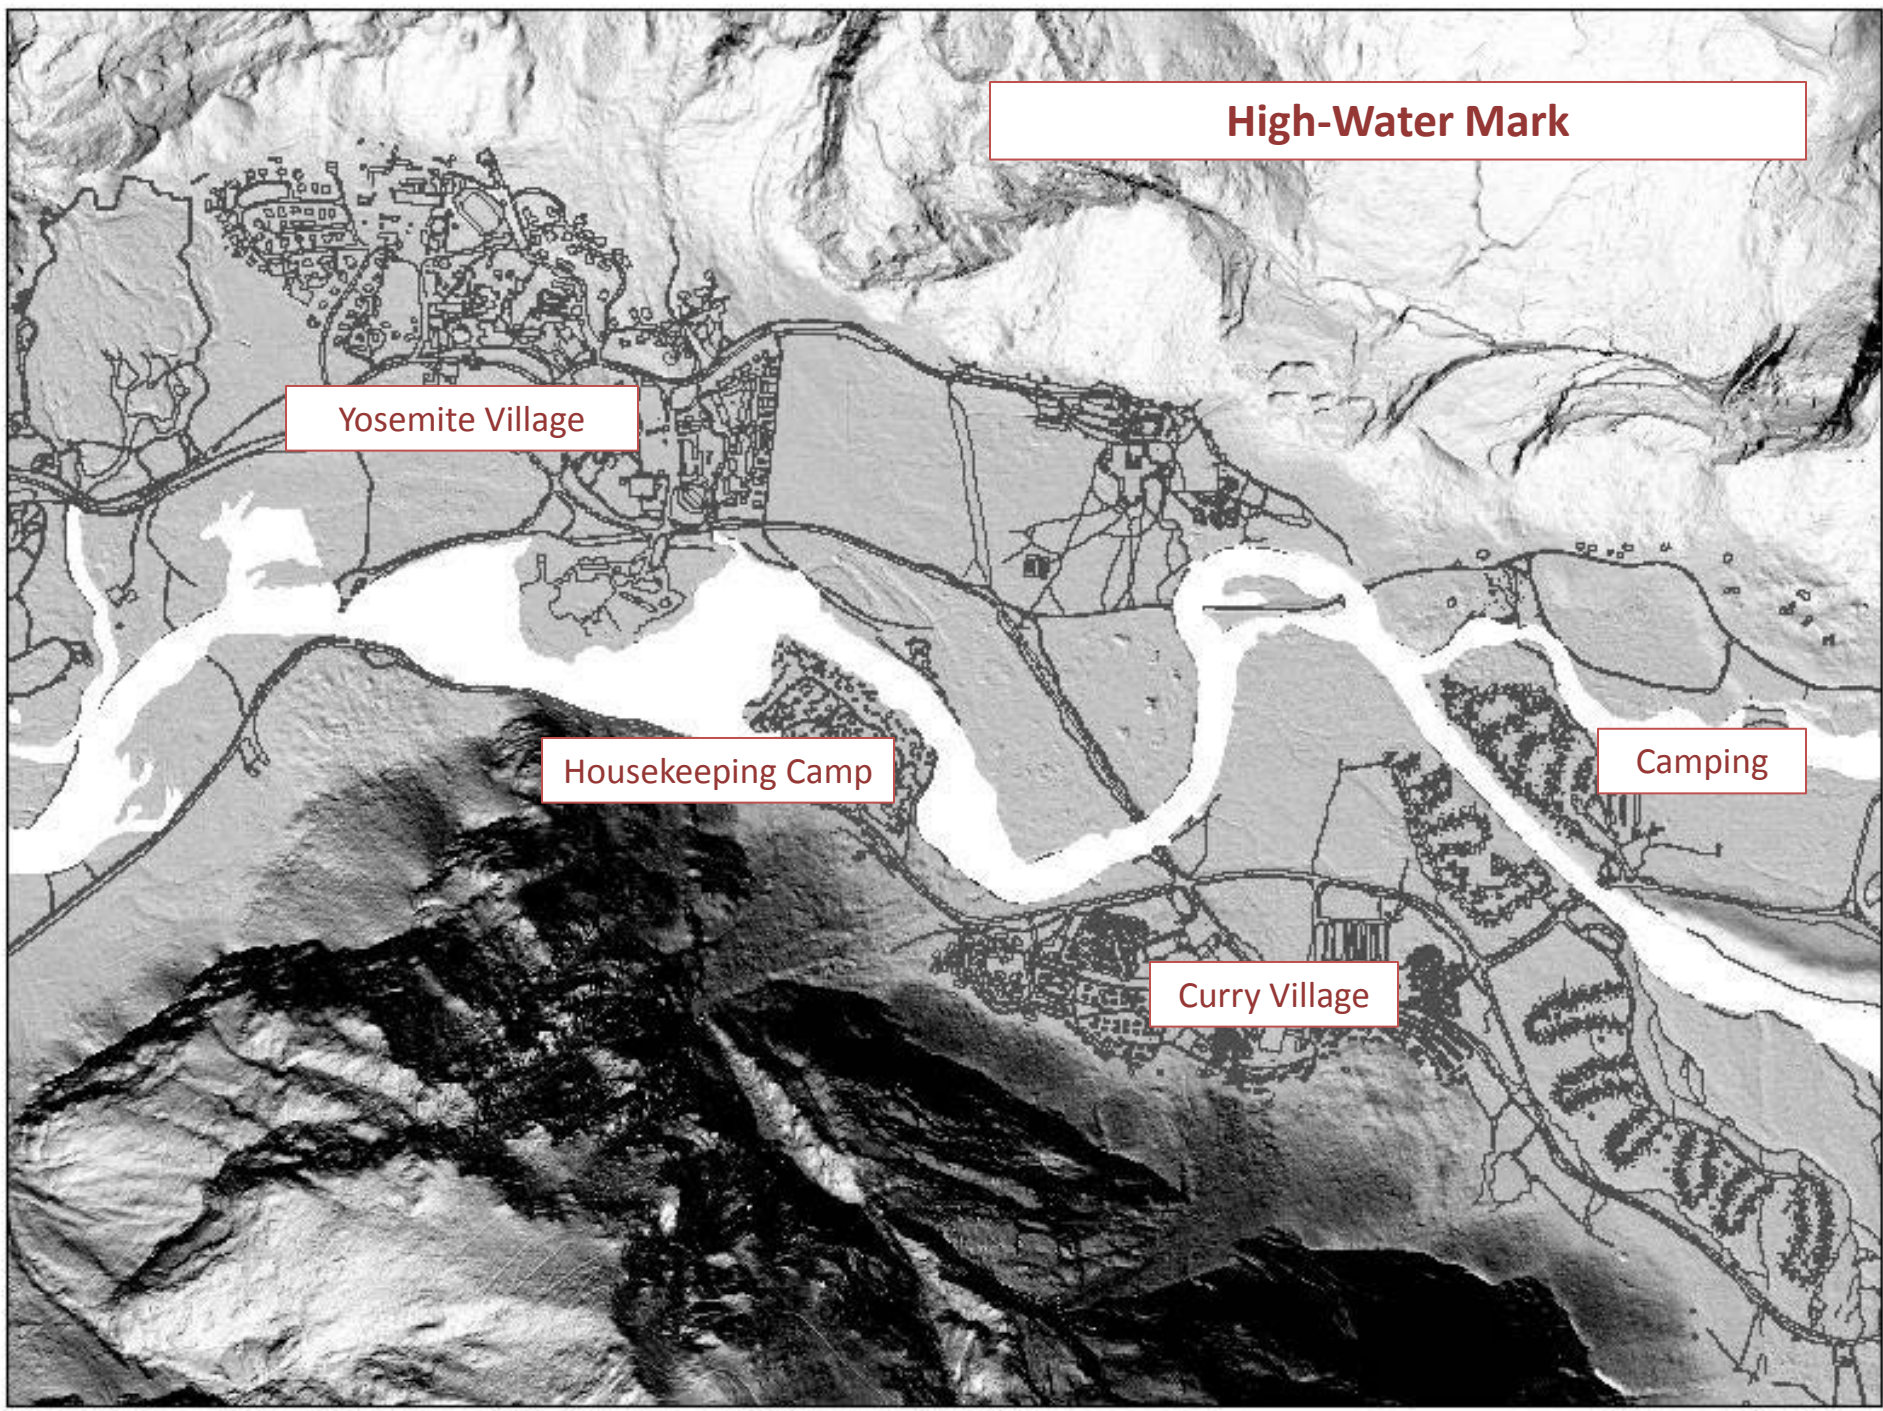 High-Water Mark
Yosemite Village
Housekeeping Camp
Camping
Curry Village